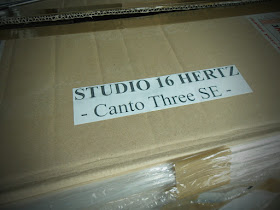 STUDIO 16 HERTZ
- Canto Three SE -